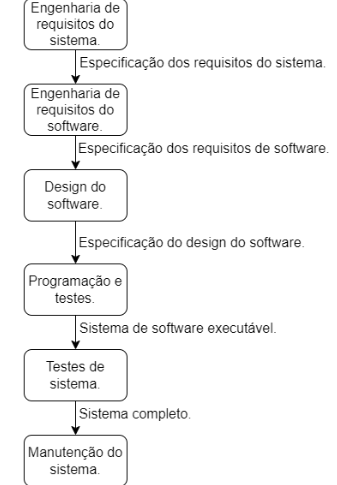 Engenharia de
requisitos do
sistema.
Especificação dos requisitos do sistema.
Engenharia de
requisitos do
software.
Especificação dos requisitos de software.
Design do
software.
Especificação do design do software.
Programação e
testes.
Sistema de software executável.
Testes de
sistema.
Sistema completo.
Manutenção do
sistema.